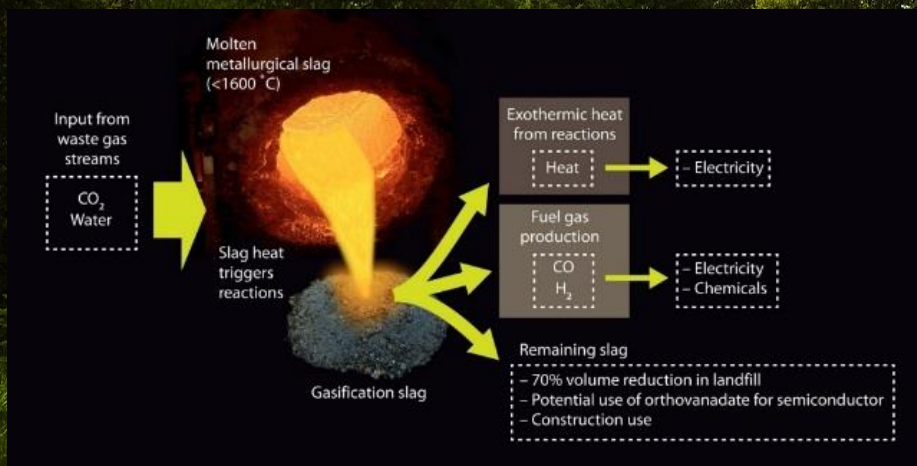 Molten
metallurgical slag
(<1600 °C)
Input from
waste gas
streams
CO₂
Water
Slag heat
triggers
reactions
Gasification slag
Exothermic heat
from reactions
Heat
– Electricity
Fuel gas
production
CO
H₂
– Electricity
– Chemicals
Remaining slag
– 70% volume reduction in landfill
– Potential use of orthovanadate for semiconductor
– Construction use